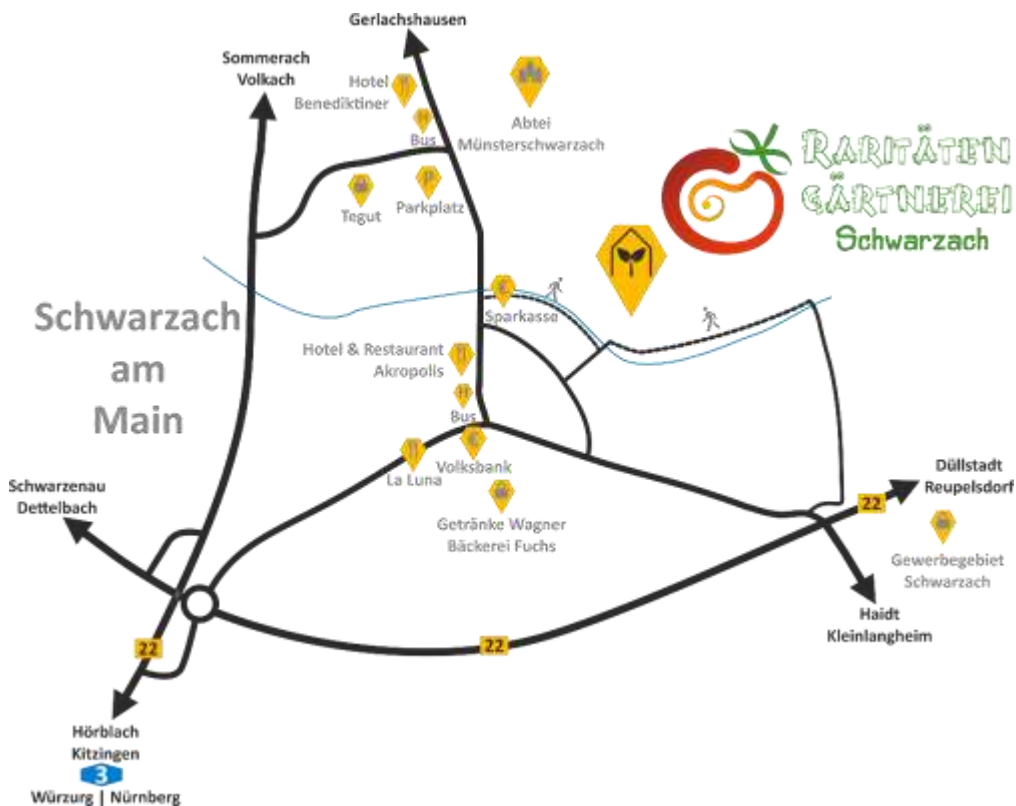 Gerlachshausen
Sommerach
Volkach
Hotel
Benediktiner
H
Bus
Abtei
Münsterschwarzach
Tegut
P
Parkplatz
RARITÄTEN
GÄRTNEREI
Schwarzach
Schwarzach
am
Main
€
Sparkasse
Hotel & Restaurant
Akropolis
H
Bus
La Luna
€
Volksbank
Getränke Wagner
Bäckerei Fuchs
Schwarzenau
Dettelbach
Düllstadt
Reupelsdorf
22
Gewerbegebiet
Schwarzach
Haidt
Kleinlangheim
22
22
Hörblach
Kitzingen
3
Würzurg | Nürnberg